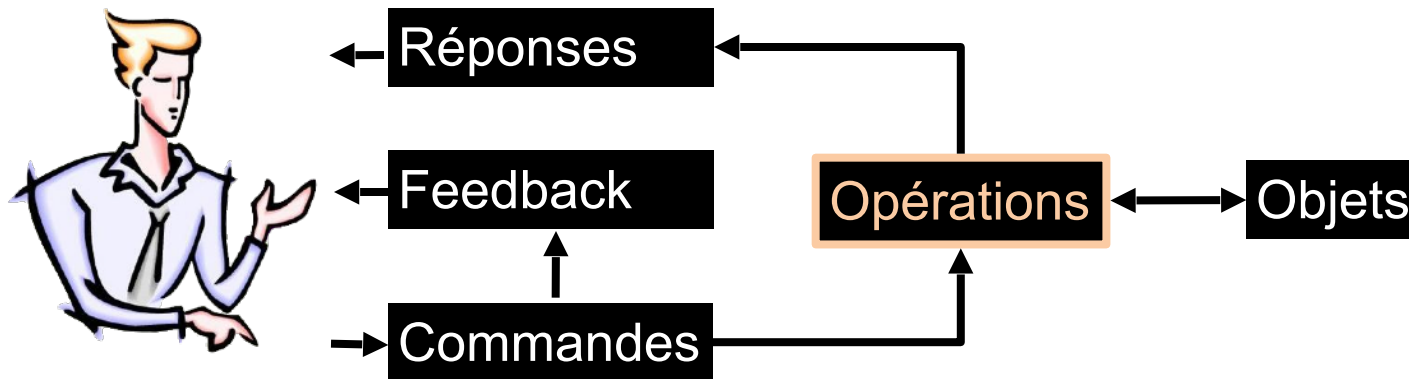 Réponses
Feedback
Opérations
Objets
Commandes